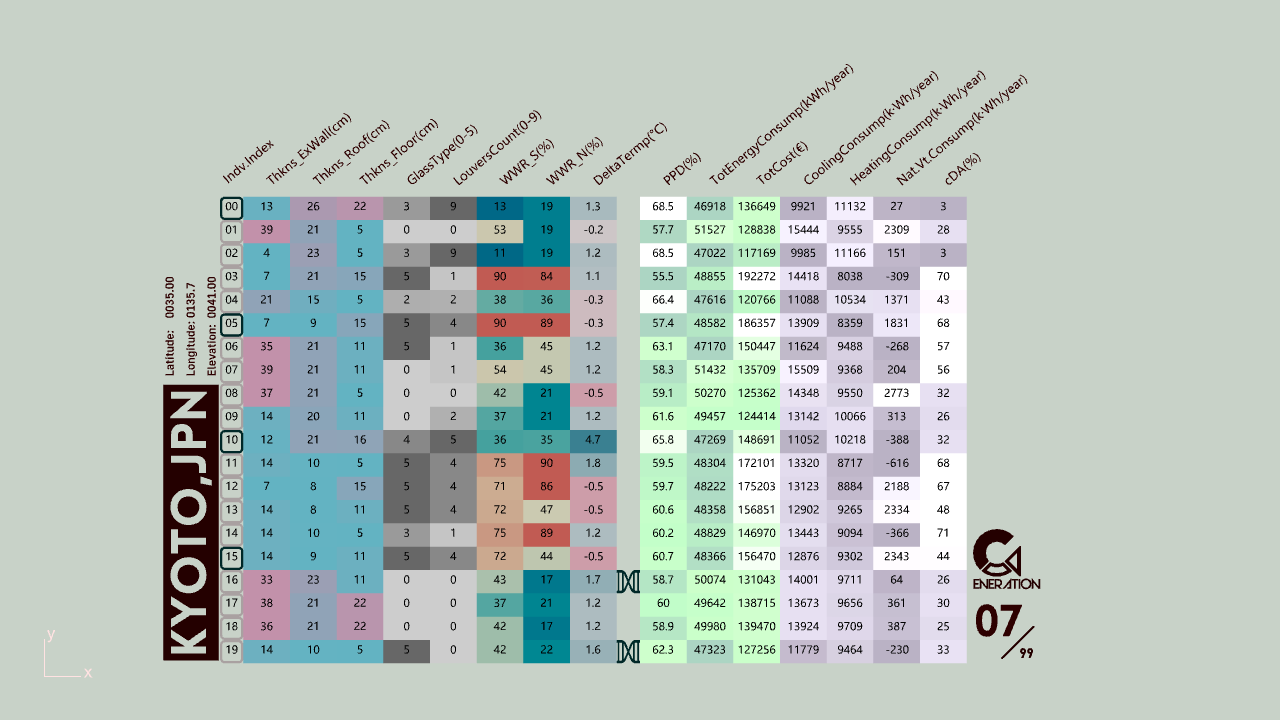 Indv.Index Thkns_ExWall(cm) Thkns_Roof(cm) Thkns_Floor(cm) GlassType(0-5) LouversCount(0-9) WWR_S(%) WWR_N(%) DeltaTermp(°C) PPD(%) TotEnergyConsump(kWh/year) TotCost(€) CoolingConsump(k·Wh/year) HeatingConsump(k·Wh/year) Nat.Vt.Consump(k·Wh/year) cDA(%)
00 13 26 22 3 9 13 19 1.3 68.5 46918 136649 9921 11132 27 3
01 39 21 5 0 0 53 19 -0.2 57.7 51527 128838 15444 9555 2309 28
02 4 23 5 3 9 11 19 1.2 68.5 47022 117169 9985 11166 151 3
03 7 21 15 5 1 90 84 1.1 55.5 48855 192272 14418 8038 -309 70
04 21 15 5 2 2 38 36 -0.3 66.4 47616 120766 11088 10534 1371 43
05 7 9 15 5 4 90 89 -0.3 57.4 48582 186357 13909 8359 1831 68
06 35 21 11 5 1 36 45 1.2 63.1 47170 150447 11624 9488 -268 57
07 39 21 11 0 1 54 45 1.2 58.3 51432 135709 15509 9368 204 56
08 37 21 5 0 0 42 21 -0.5 59.1 50270 125362 14348 9550 2773 32
09 14 20 11 0 2 37 21 1.2 61.6 49457 124414 13142 10066 313 26
10 12 21 16 4 5 36 35 4.7 65.8 47269 148691 11052 10218 -388 32
11 14 10 5 5 4 75 90 1.8 59.5 48304 172101 13320 8717 -616 68
12 7 8 15 5 4 71 86 -0.5 59.7 48222 175203 13123 8884 2188 67
13 14 8 11 5 4 72 47 -0.5 60.6 48358 156851 12902 9265 2334 48
14 14 10 5 3 1 75 89 1.2 60.2 48829 146970 13443 9094 -366 71
15 14 9 11 5 4 72 44 -0.5 60.7 48366 156470 12876 9302 2343 44
16 33 23 11 0 0 43 17 1.7 58.7 50074 131043 14001 9711 64 26
17 38 21 22 0 0 37 21 1.2 60 49642 138715 13673 9656 361 30
18 36 21 22 0 0 42 17 1.2 58.9 49980 139470 13924 9709 387 25
19 14 10 5 5 0 42 22 1.6 62.3 47323 127256 11779 9464 -230 33
Latitude: 0035.00
Longitude: 0135.7
Elevation: 0041.00
KYOTO,JPN
GENERATION
07/99
y
x